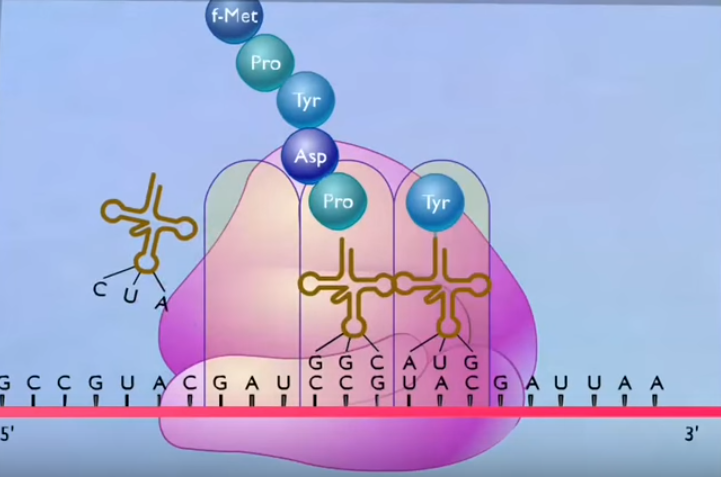 f-Met
Pro
Tyr
Asp
Pro Tyr
C U A
G G C A U G
G C C G U A C G A U C C G U A C G A U U A A
5' 3'